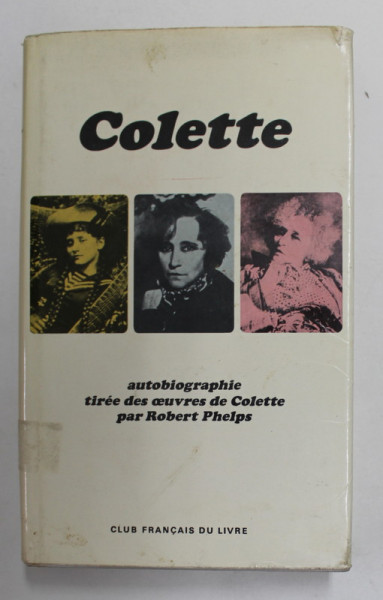 Colette
autobiographie
tirée des œuvres de Colette
par Robert Phelps
CLUB FRANÇAIS DU LIVRE